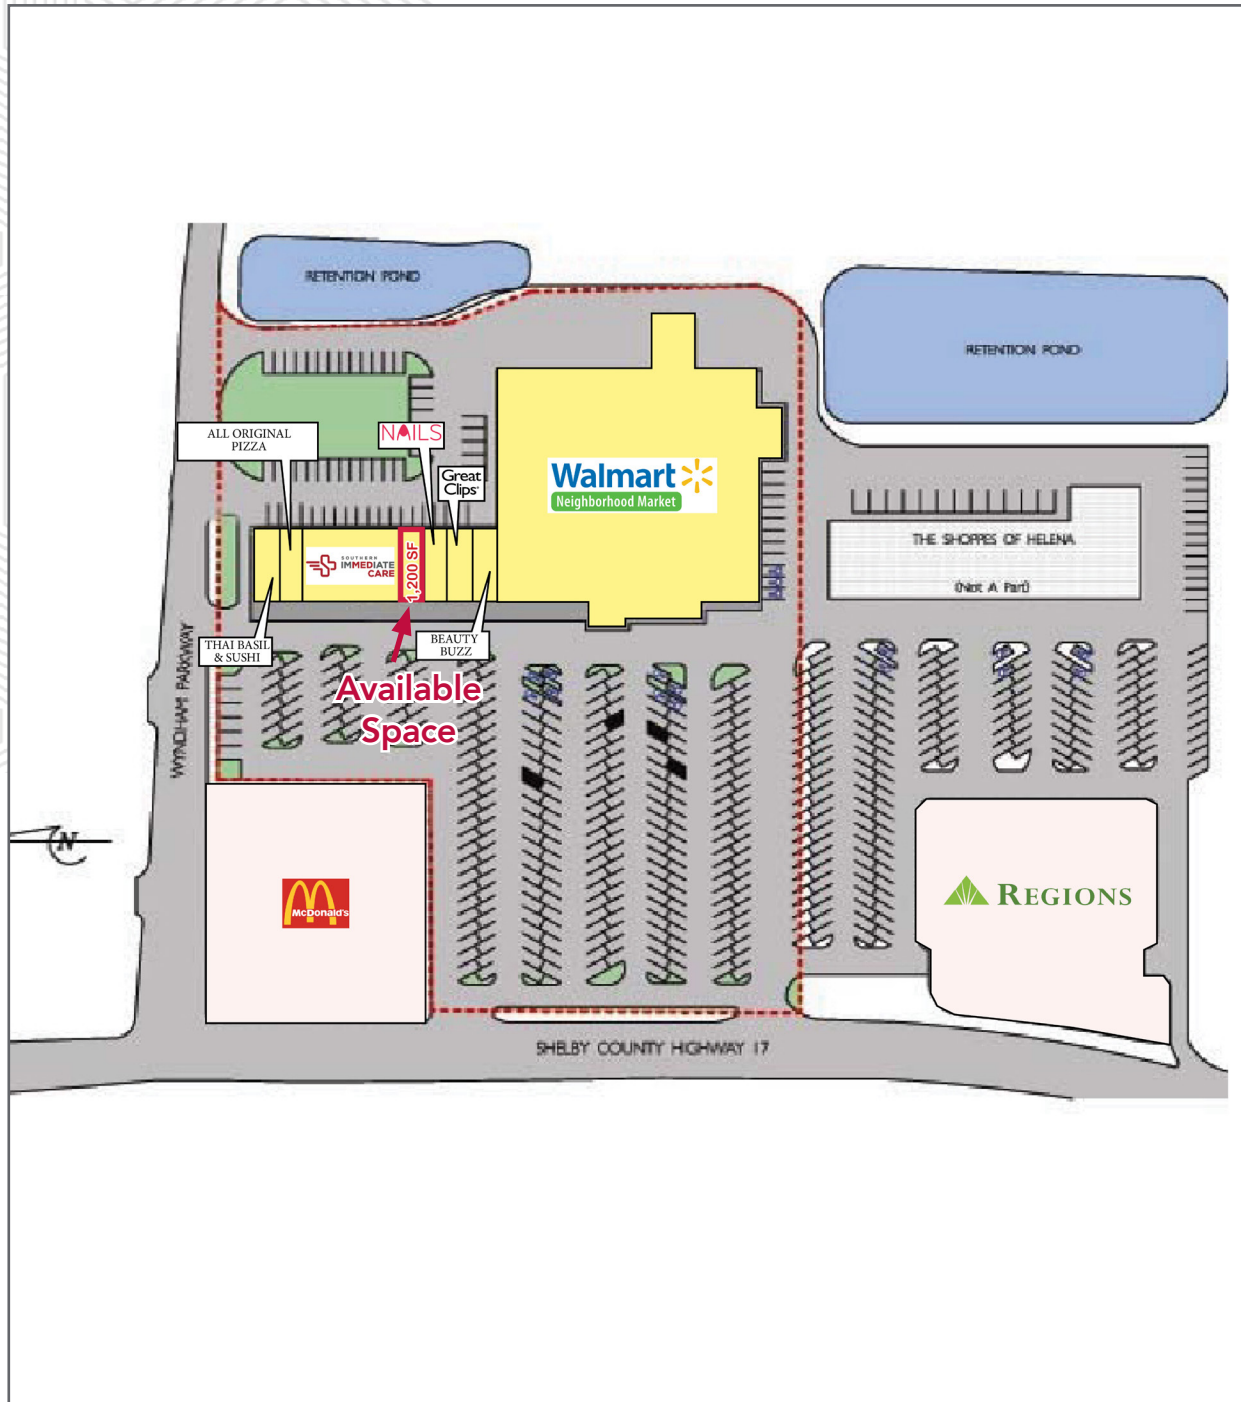 RETENTION POND
RETENTION POND
ALL ORIGINAL
PIZZA
NAILS
Great
Clips
Walmart
Neighborhood Market
SOUTHERN
IMMEDIATE
CARE
1,200 SF
THE SHOPPES OF HELENA
(Not A Part)
THAI BASIL
& SUSHI
BEAUTY
BUZZ
WYNDHAM PARKWAY
Available
Space
N
McDonald's
REGIONS
SHELBY COUNTY HIGHWAY 17